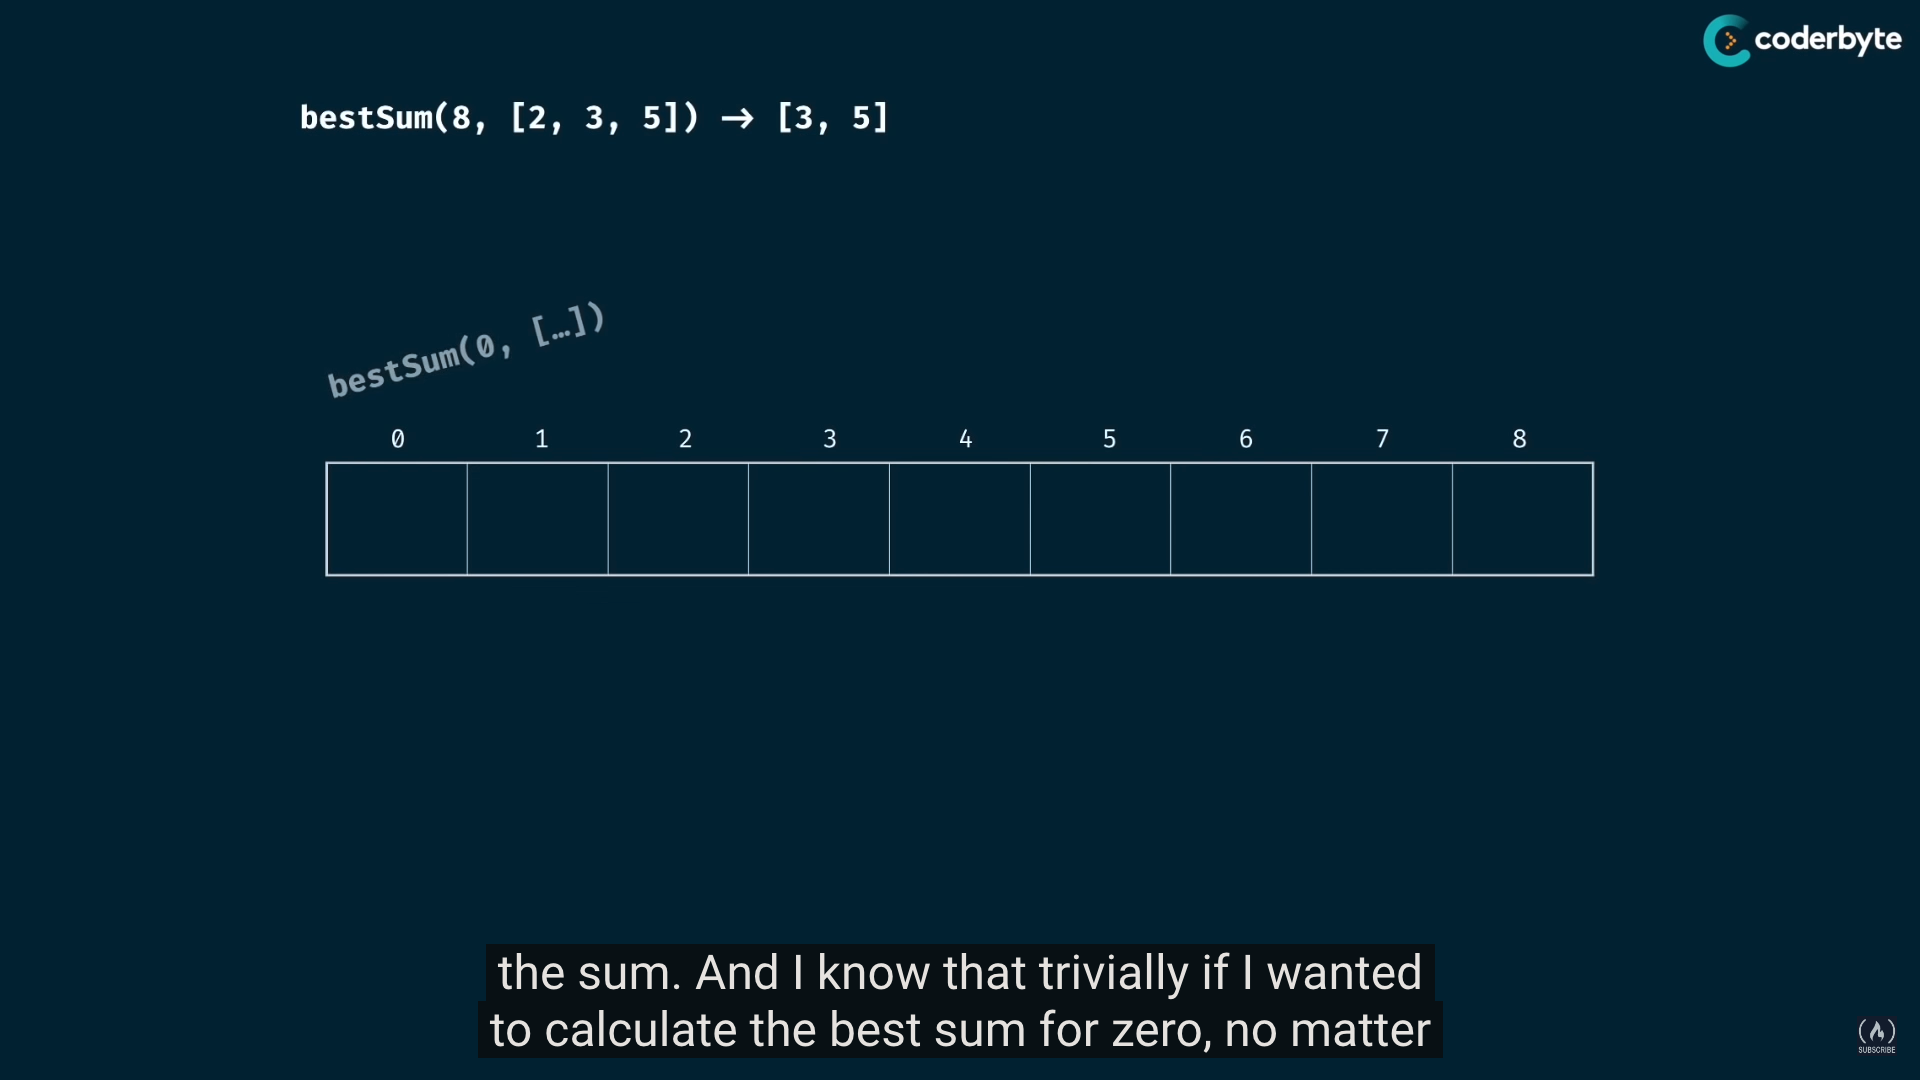 coderbyte
bestSum(8, [2, 3, 5]) → [3, 5]
bestSum(0, […])
0 1 2 3 4 5 6 7 8
the sum. And I know that trivially if I wanted
to calculate the best sum for zero, no matter
SUBSCRIBE